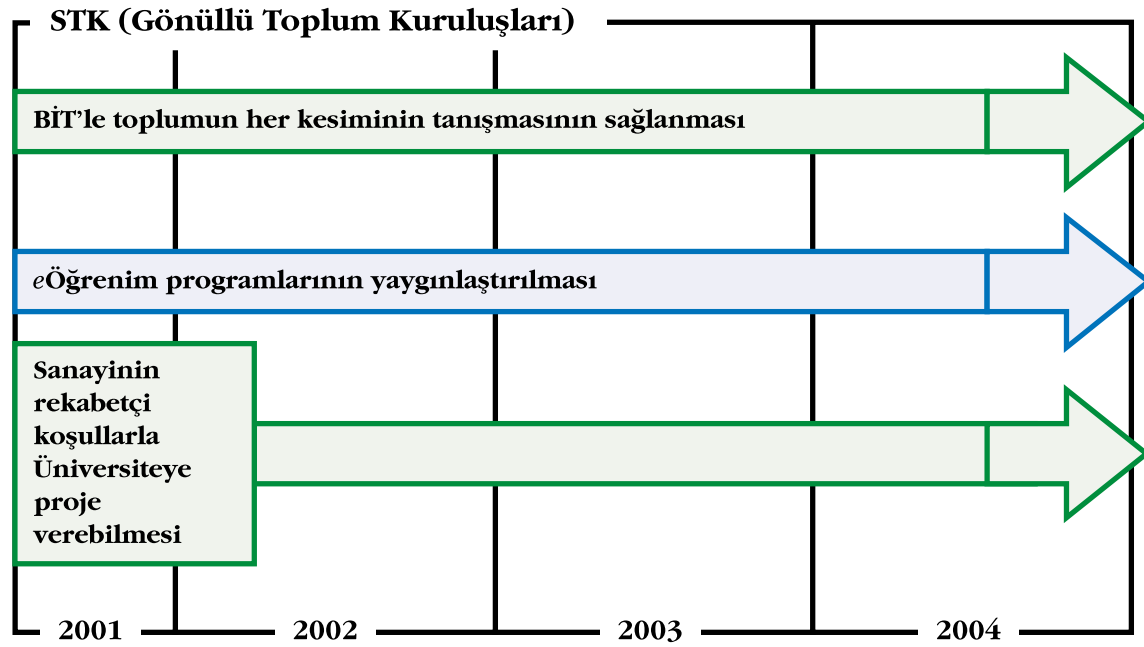 STK (Gönüllü Toplum Kuruluşları)
BİT’le toplumun her kesiminin tanışmasının sağlanması
eÖğrenim programlarının yaygınlaştırılması
Sanayinin
rekabetçi
koşullarla
Üniversiteye
proje
verebilmesi
2001 2002 2003 2004